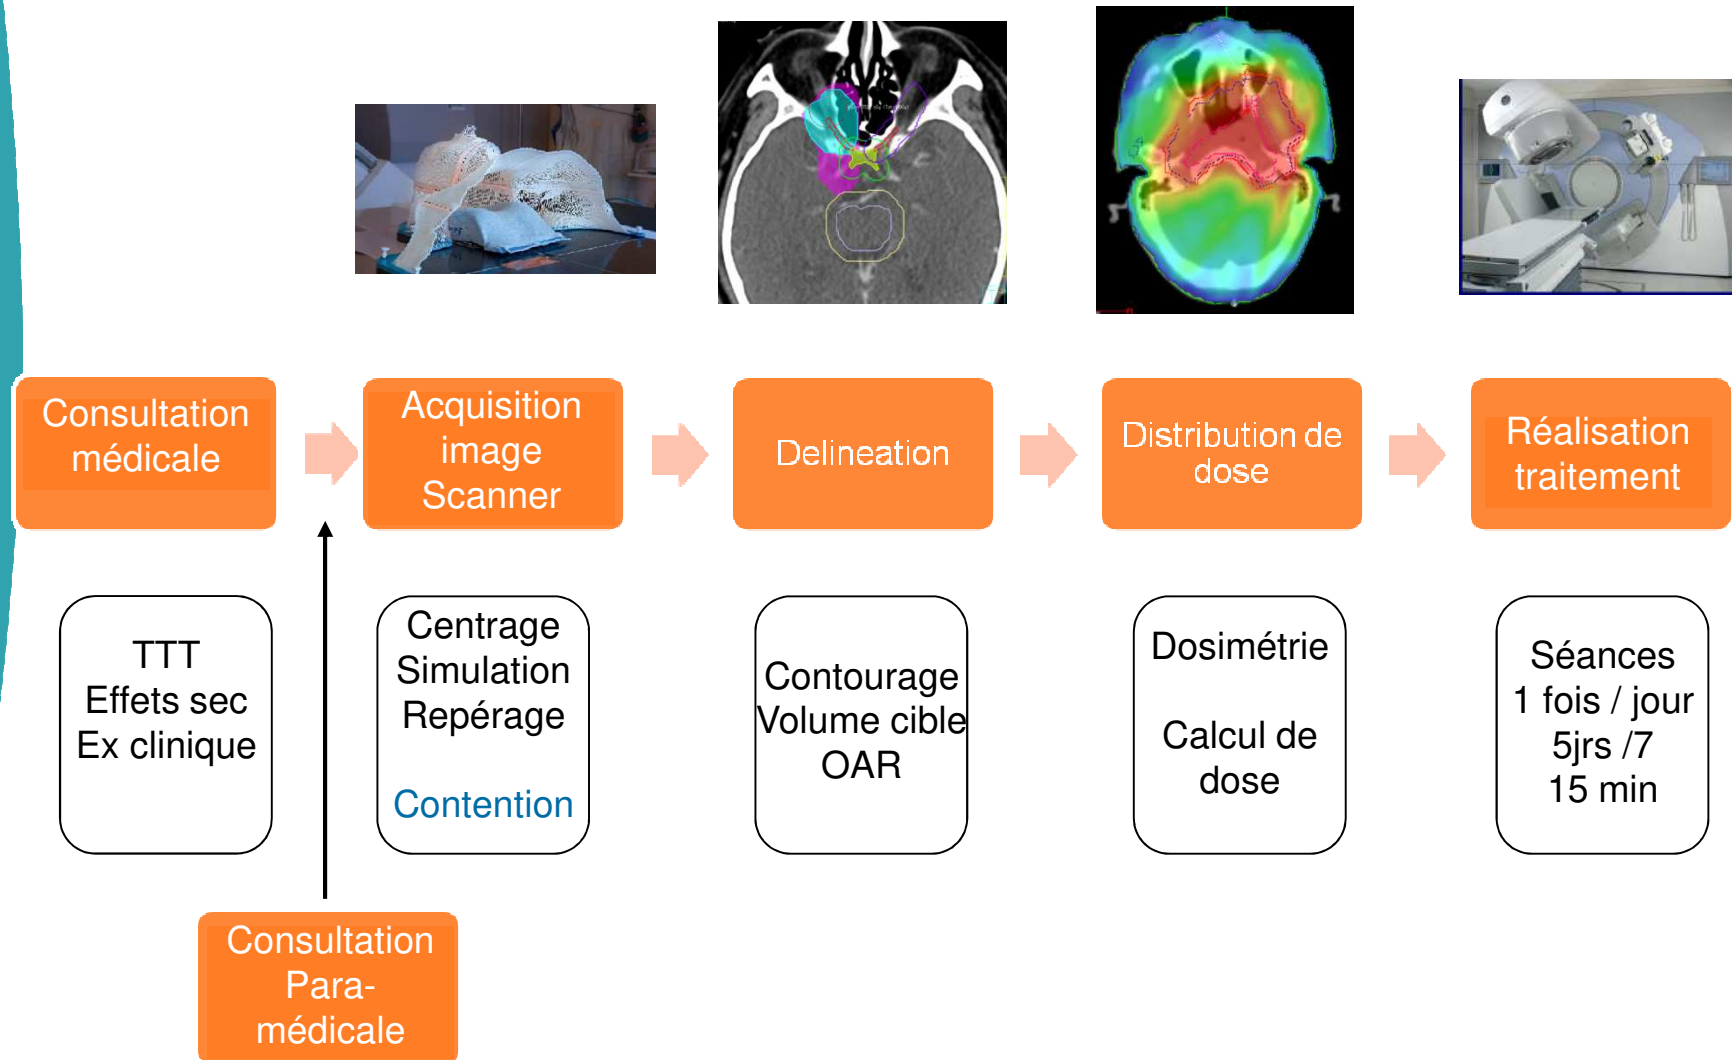 Consultation
médicale
Acquisition
image
Scanner
Delineation
Distribution de
dose
Réalisation
traitement
TTT
Effets sec
Ex clinique
Centrage
Simulation
Repérage
Contention
Contourage
Volume cible
OAR
Dosimétrie
Calcul de
dose
Séances
1 fois / jour
5jrs /7
15 min
Consultation
Para-
médicale